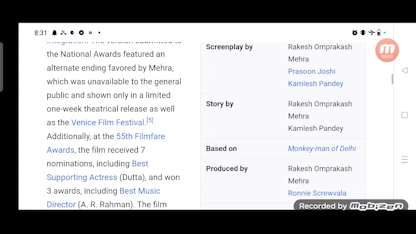 8:31
Integration. The version submitted to
the National Awards featured an
alternate ending favored by Mehra,
which was unavailable to the general
public and shown only in a limited
one-week theatrical release as well
as the Venice Film Festival.[5]
Additionally, at the 55th Filmfare
Awards, the film received 7
nominations, including Best
Supporting Actress (Dutta), and won
3 awards, including Best Music
Director (A. R. Rahman). The film
Screenplay by
Rakesh Omprakash
Mehra
Prasoon Joshi
Kamlesh Pandey
Story by
Rakesh Omprakash
Mehra
Kamlesh Pandey
Based on
Monkey-man of Delhi
Produced by
Rakesh Omprakash
Mehra
Ronnie Screwvala
Recorded by Mobizen